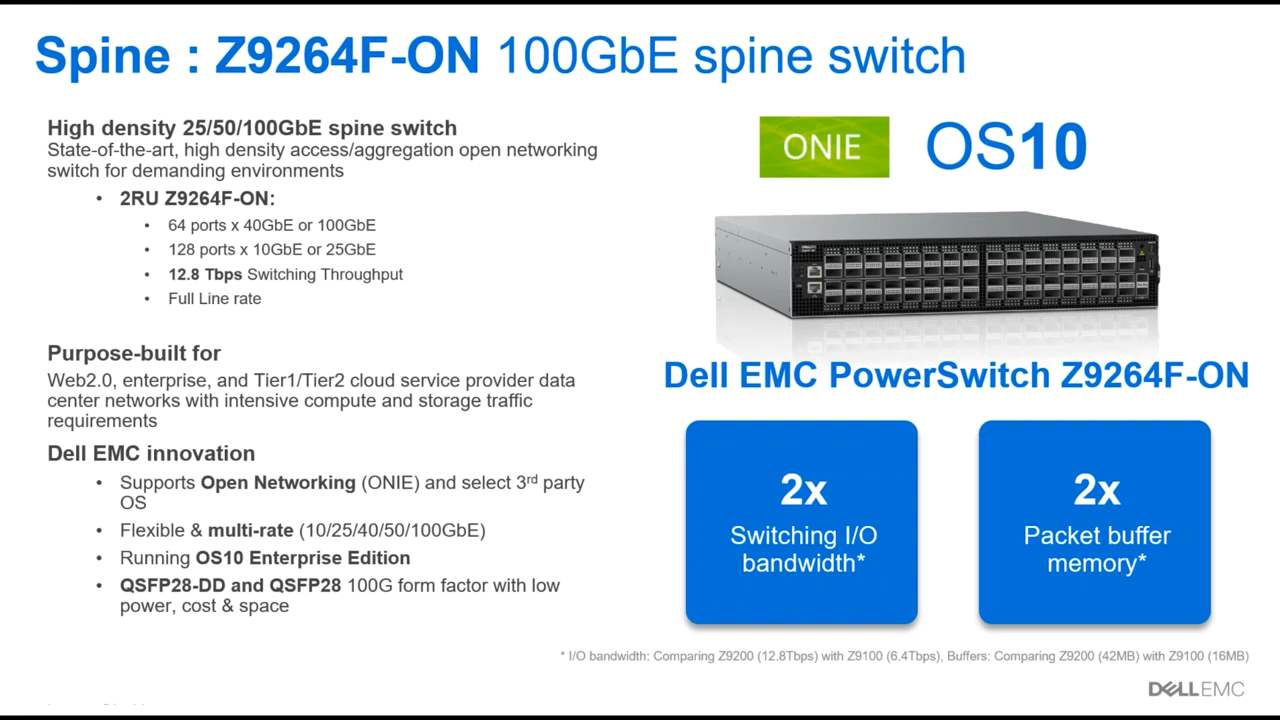 Spine : Z9264F-ON 100GbE spine switch
High density 25/50/100GbE spine switch
State-of-the-art, high density access/aggregation open networking
switch for demanding environments
• 2RU Z9264F-ON:
• 64 ports x 40GbE or 100GbE
• 128 ports x 10GbE or 25GbE
• 12.8 Tbps Switching Throughput
• Full Line rate
Purpose-built for
Web2.0, enterprise, and Tier1/Tier2 cloud service provider data
center networks with intensive compute and storage traffic
requirements
Dell EMC innovation
• Supports Open Networking (ONIE) and select 3rd party
OS
• Flexible & multi-rate (10/25/40/50/100GbE)
• Running OS10 Enterprise Edition
• QSFP28-DD and QSFP28 100G form factor with low
power, cost & space
ONIE
OS10
Dell EMC PowerSwitch Z9264F-ON
2x
Switching I/O
bandwidth*
2x
Packet buffer
memory*
* I/O bandwidth: Comparing Z9200 (12.8Tbps) with Z9100 (6.4Tbps), Buffers: Comparing Z9200 (42MB) with Z9100 (16MB)
DELLEMC